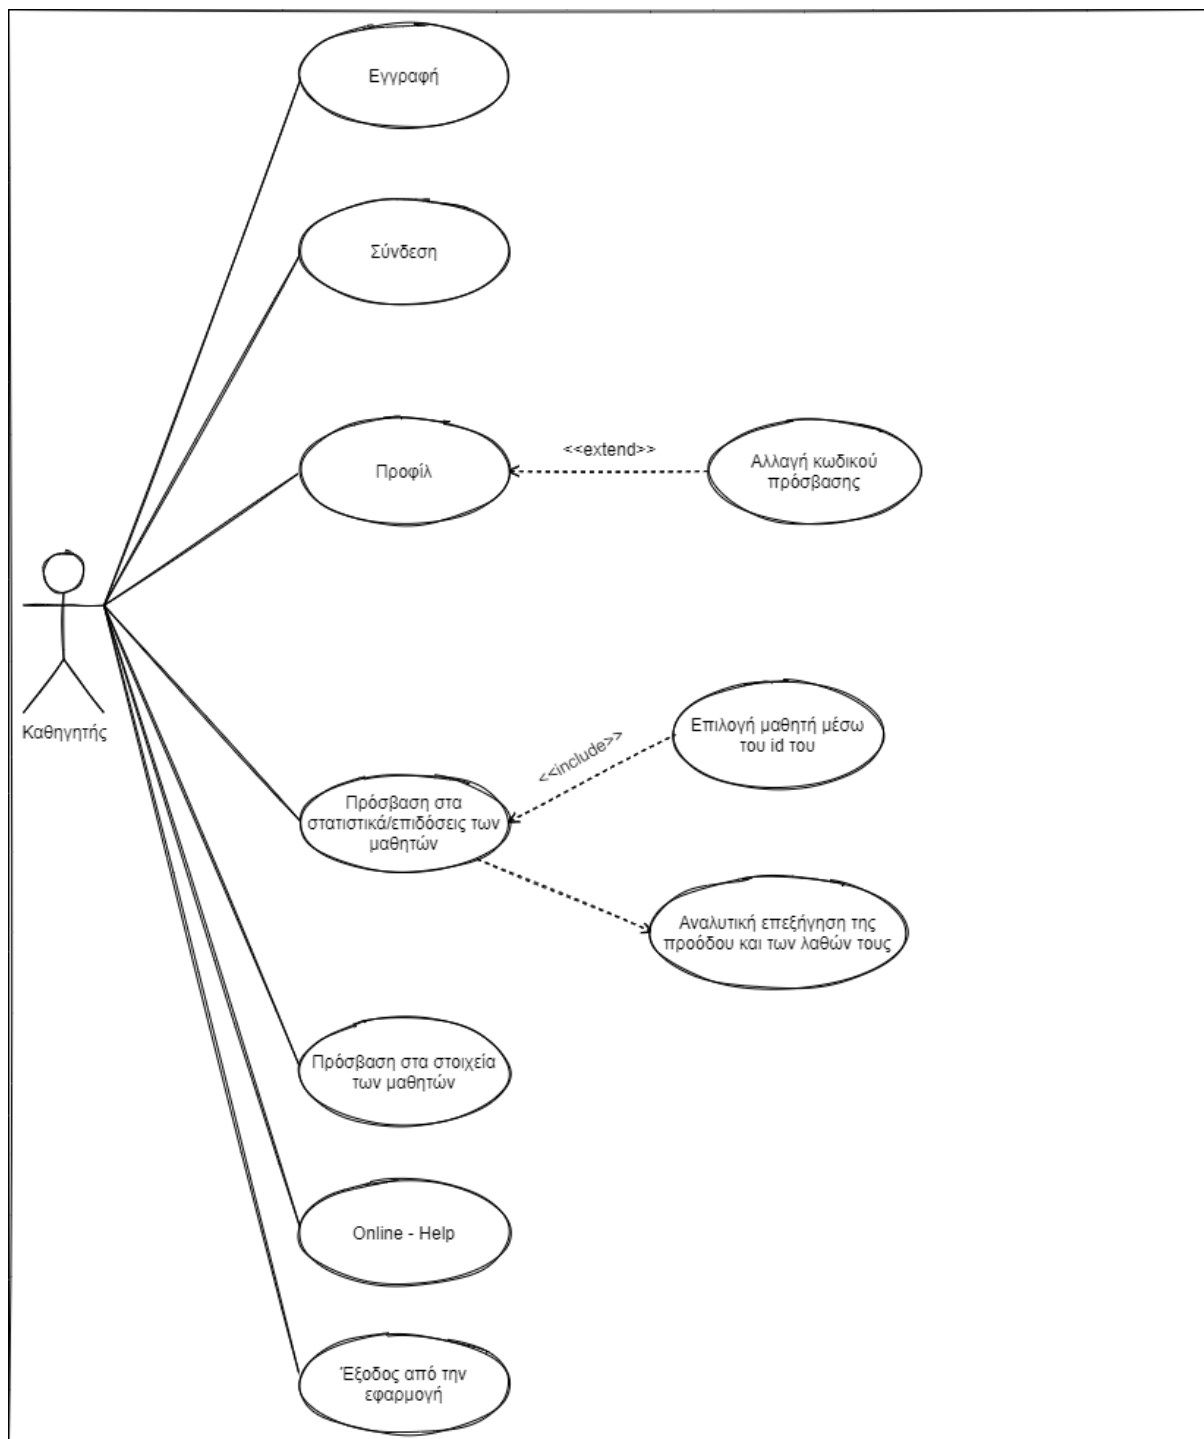 Εγγραφή
Σύνδεση
Προφίλ
<<extend>>
Αλλαγή κωδικού
πρόσβασης
Καθηγητής
Επιλογή μαθητή μέσω
του id του
<<include>>
Πρόσβαση στα
στατιστικά/επιδόσεις των
μαθητών
Αναλυτική επεξήγηση της
προόδου και των λαθών τους
Πρόσβαση στα στοιχεία
των μαθητών
Online - Help
Έξοδος από την
εφαρμογή